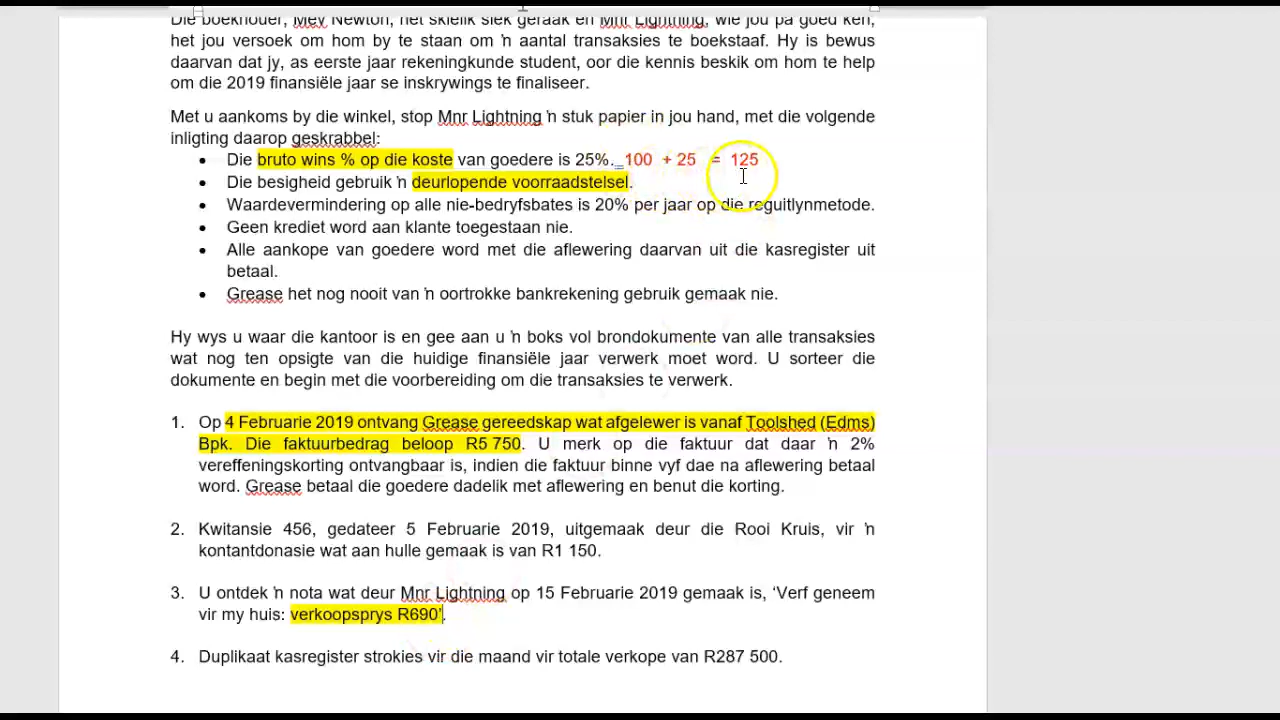 Die boekhouer, Mev Newton, het skielik siek geraak en Mnr Lightning, wie jou pa goed ken,
het jou versoek om hom by te staan om 'n aantal transaksies te boekstaaf. Hy is bewus
daarvan dat jy, as eerste jaar rekeningkunde student, oor die kennis beskik om hom te help
om die 2019 finansiële jaar se inskrywings te finaliseer.
Met u aankoms by die winkel, stop Mnr Lightning 'n stuk papier in jou hand, met die volgende
inligting daarop geskrabbel:
• Die bruto wins % op die koste van goedere is 25%. 100 + 25 = 125
• Die besigheid gebruik 'n deurlopende voorraadstelsel.
• Waardevermindering op alle nie-bedryfsbates is 20% per jaar op die reguitlynmetode.
• Geen krediet word aan klante toegestaan nie.
• Alle aankope van goedere word met die aflewering daarvan uit die kasregister uit
betaal.
• Grease het nog nooit van 'n oortrokke bankrekening gebruik gemaak nie.
Hy wys u waar die kantoor is en gee aan u 'n boks vol brondokumente van alle transaksies
wat nog ten opsigte van die huidige finansiële jaar verwerk moet word. U sorteer die
dokumente en begin met die voorbereiding om die transaksies te verwerk.
1. Op 4 Februarie 2019 ontvang Grease gereedskap wat afgelewer is vanaf Toolshed (Edms)
Bpk. Die faktuurbedrag beloop R5 750. U merk op die faktuur dat daar 'n 2%
vereffeningskorting ontvangbaar is, indien die faktuur binne vyf dae na aflewering betaal
word. Grease betaal die goedere dadelik met aflewering en benut die korting.
2. Kwitansie 456, gedateer 5 Februarie 2019, uitgemaak deur die Rooi Kruis, vir 'n
kontantdonasie wat aan hulle gemaak is van R1 150.
3. U ontdek 'n nota wat deur Mnr Lightning op 15 Februarie 2019 gemaak is, 'Verf geneem
vir my huis: verkoopsprys R690'.
4. Duplikaat kasregister strokies vir die maand vir totale verkope van R287 500.